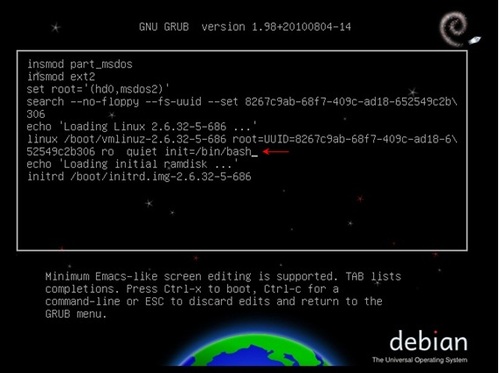 GNU GRUB  version 1.98+20100804-14
insmod part_msdos
insmod ext2
set root='(hd0,msdos2)'
search --no-floppy --fs-uuid --set 8267c9ab-68f7-409c-ad18-652549c2b\
306
echo 'Loading Linux 2.6.32-5-686 ...'
linux /boot/vmlinuz-2.6.32-5-686 root=UUID=8267c9ab-68f7-409c-ad18-6\
52549c2b306 ro  quiet init=/bin/bash_
echo 'Loading initial ramdisk ...'
initrd /boot/initrd.img-2.6.32-5-686
Minimum Emacs-like screen editing is supported. TAB lists
completions. Press Ctrl-x to boot, Ctrl-c for a
command-line or ESC to discard edits and return to the
GRUB menu.
debian
The Universal Operating System